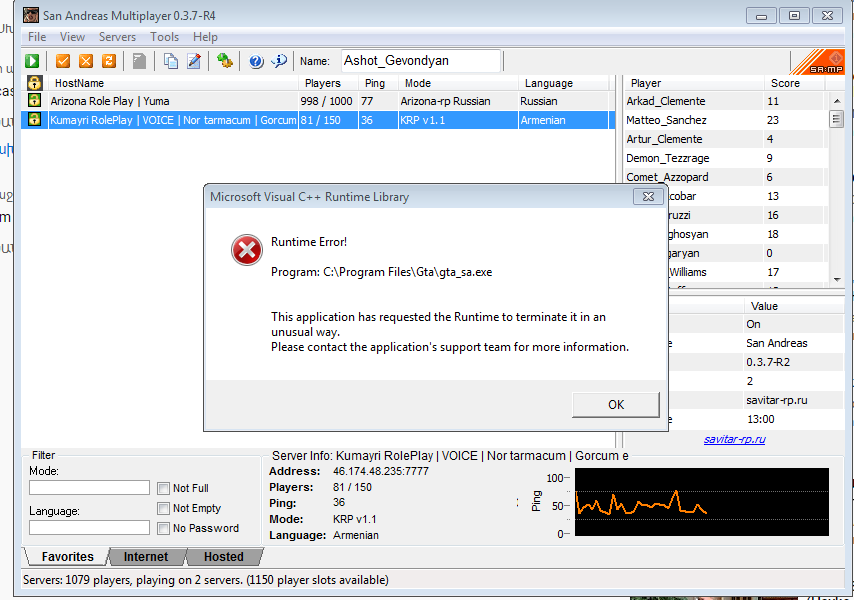 San Andreas Multiplayer 0.3.7-R4
File View Servers Tools Help
Name: Ashot_Gevondyan
SA:MP
HostName Players Ping Mode Language
Arizona Role Play | Yuma 998 / 1000 77 Arizona-rp Russian Russian
Kumayri RolePlay | VOICE | Nor tarmacum | Gorcum 81 / 150 36 KRP v1.1 Armenian
Player Score
Arkad_Clemente 11
Matteo_Sanchez 23
Artur_Clemente 4
Demon_Tezzrage 9
Comet_Azzopard 6
cobar 13
ruzzi 16
ghosyan 18
garyan 0
_Williams 17
Microsoft Visual C++ Runtime Library
Runtime Error!
Program: C:\Program Files\Gta\gta_sa.exe
This application has requested the Runtime to terminate it in an
unusual way.
Please contact the application's support team for more information.
OK
Value
On
e San Andreas
0.3.7-R2
2
savitar-rp.ru
e 13:00
savitar-rp.ru
Filter
Mode:
Language:
Not Full
Not Empty
No Password
Server Info: Kumayri RolePlay | VOICE | Nor tarmacum | Gorcum e
Address: 46.174.48.235:7777
Players: 81 / 150
Ping: 36 :
Mode: KRP v1.1
Language: Armenian
Ping
100
50
0
Favorites Internet Hosted
Servers: 1079 players, playing on 2 servers. (1150 player slots available)